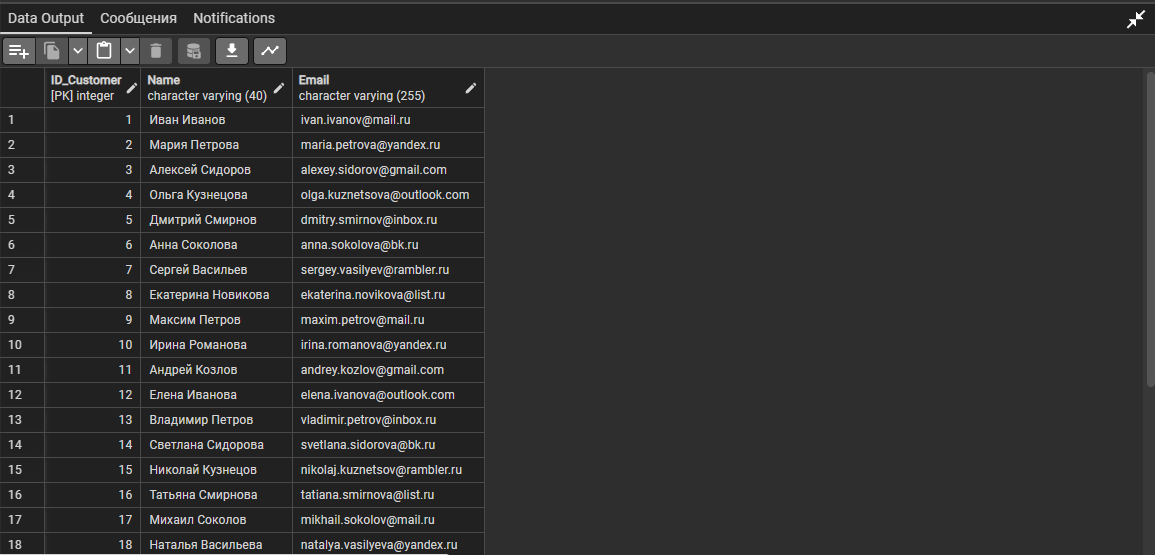 Data Output Сообщения Notifications
ID_Customer Name Email
[PK] integer character varying (40) character varying (255)
1 1 Иван Иванов ivan.ivanov@mail.ru
2 2 Мария Петрова maria.petrova@yandex.ru
3 3 Алексей Сидоров alexey.sidorov@gmail.com
4 4 Ольга Кузнецова olga.kuznetsova@outlook.com
5 5 Дмитрий Смирнов dmitry.smirnov@inbox.ru
6 6 Анна Соколова anna.sokolova@bk.ru
7 7 Сергей Васильев sergey.vasilyev@rambler.ru
8 8 Екатерина Новикова ekaterina.novikova@list.ru
9 9 Максим Петров maxim.petrov@mail.ru
10 10 Ирина Романова irina.romanova@yandex.ru
11 11 Андрей Козлов andrey.kozlov@gmail.com
12 12 Елена Иванова elena.ivanova@outlook.com
13 13 Владимир Петров vladimir.petrov@inbox.ru
14 14 Светлана Сидорова svetlana.sidorova@bk.ru
15 15 Николай Кузнецов nikolaj.kuznetsov@rambler.ru
16 16 Татьяна Смирнова tatiana.smirnova@list.ru
17 17 Михаил Соколов mikhail.sokolov@mail.ru
18 18 Наталья Васильева natalya.vasilyeva@yandex.ru